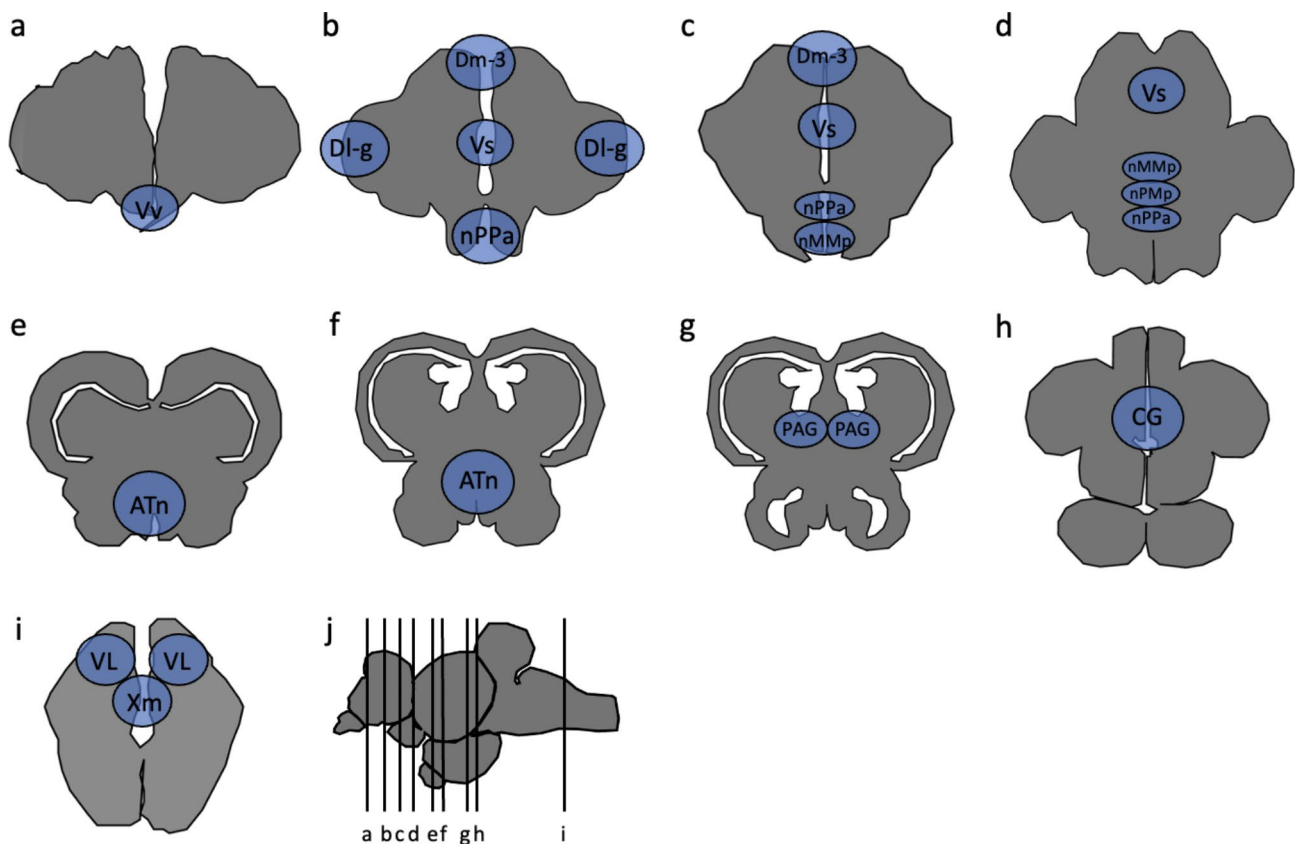 a
Vv
b
Dm-3
Dl-g
Vs
Dl-g
nPPa
c
Dm-3
Vs
nPPa
nMMp
d
Vs
nMMp
nPMp
nPPa
e
ATn
f
ATn
g
PAG PAG
h
CG
i
VL VL
Xm
j
a b c d e f g h i